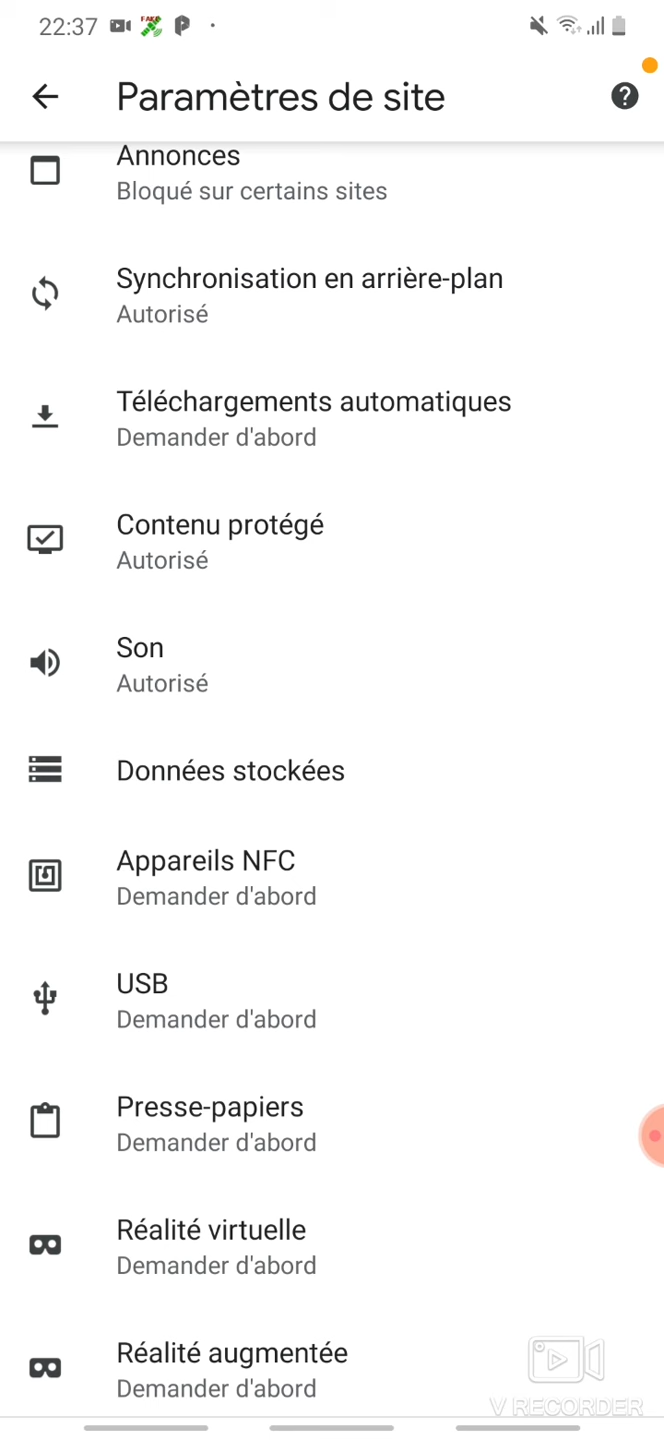 22:37 FAKE
Paramètres de site
Annonces
Bloqué sur certains sites
Synchronisation en arrière-plan
Autorisé
Téléchargements automatiques
Demander d'abord
Contenu protégé
Autorisé
Son
Autorisé
Données stockées
Appareils NFC
Demander d'abord
USB
Demander d'abord
Presse-papiers
Demander d'abord
Réalité virtuelle
Demander d'abord
Réalité augmentée
Demander d'abord
V RECORDER